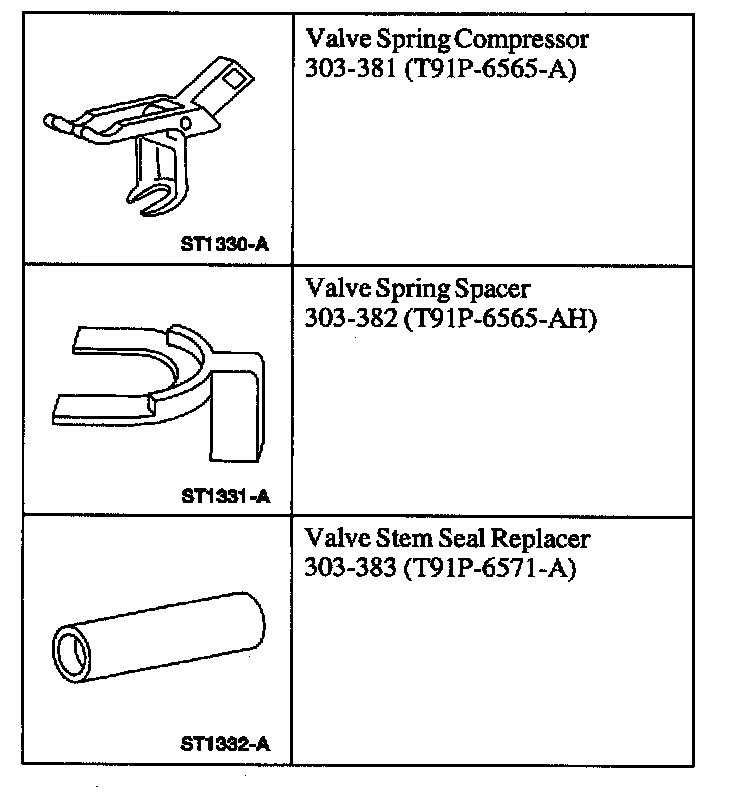 Valve Spring Compressor
303-381 (T91P-6565-A)
ST1330-A
Valve Spring Spacer
303-382 (T91P-6565-AH)
ST1331-A
Valve Stem Seal Replacer
303-383 (T91P-6571-A)
ST1332-A